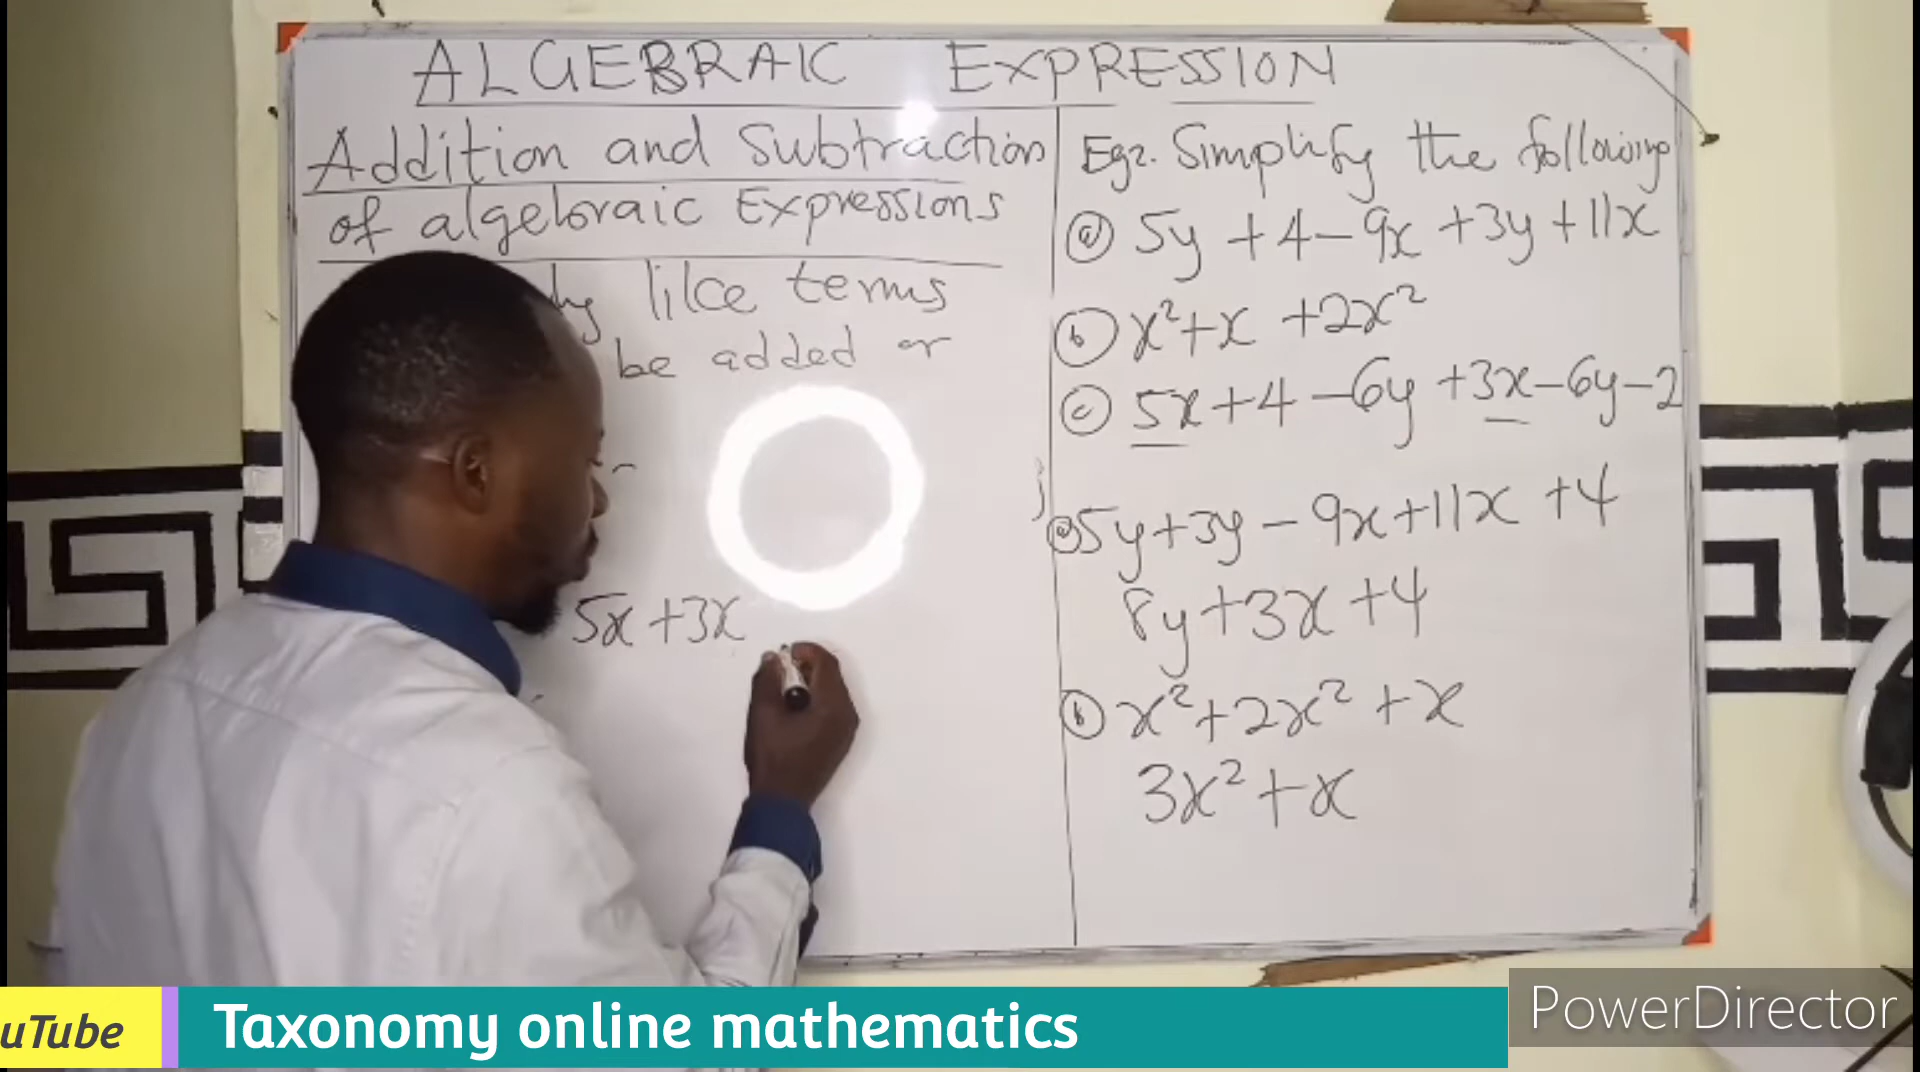 ALGEBRAIC EXPRESSION
Addition and Subtraction
of algebraic Expressions
like terms
be added or
5x +3x
Eg2. Simplify the following
(a) 5y +4-9x +3y +11x
(b) x²+x +2x²
(c) 5x+4-6y+3x-6y-2
(a) 5y+3y-9x+11x +4
8y+3x+4
(b) x²+2x² +x
3x²+x
uTube
Taxonomy online mathematics
PowerDirector